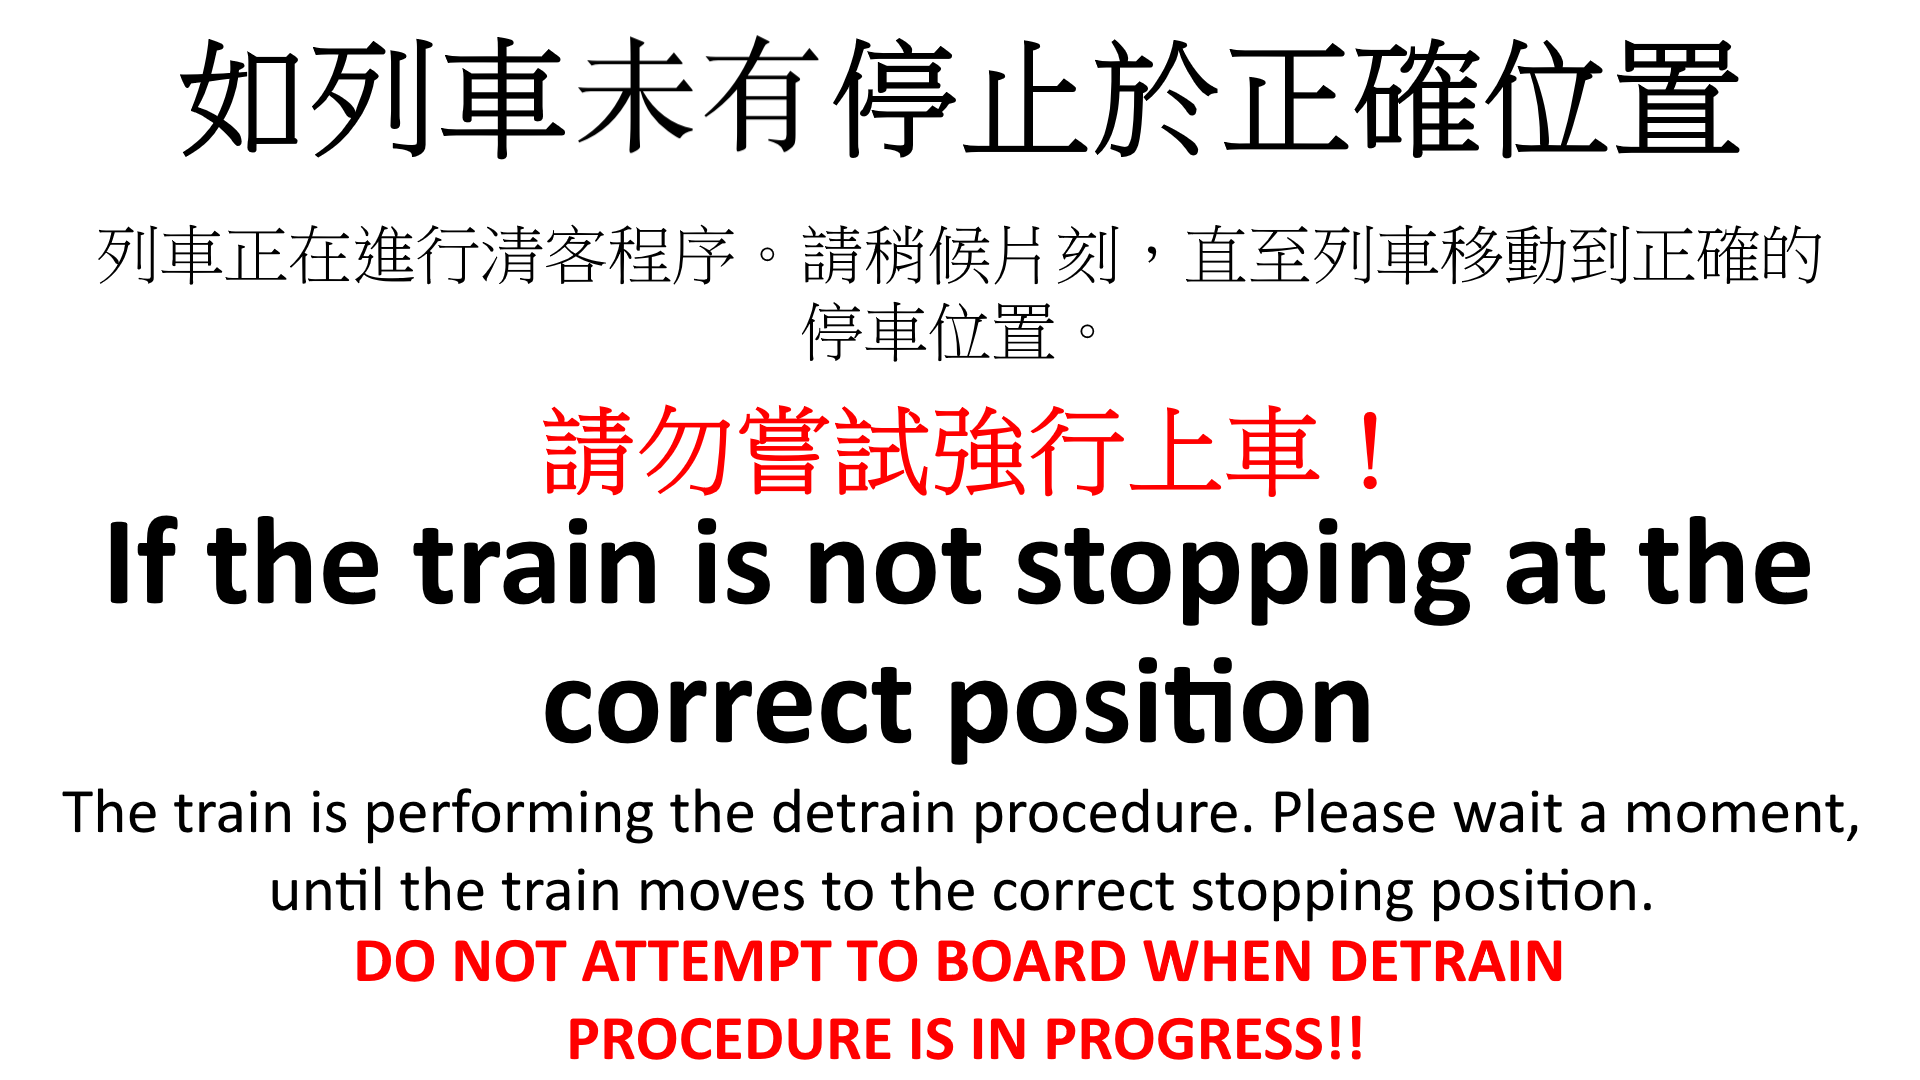 如列車未有停止於正確位置
列車正在進行清客程序。請稍候片刻，直至列車移動到正確的
停車位置。
請勿嘗試強行上車！
If the train is not stopping at the
correct position
The train is performing the detrain procedure. Please wait a moment,
until the train moves to the correct stopping position.
DO NOT ATTEMPT TO BOARD WHEN DETRAIN
PROCEDURE IS IN PROGRESS!!